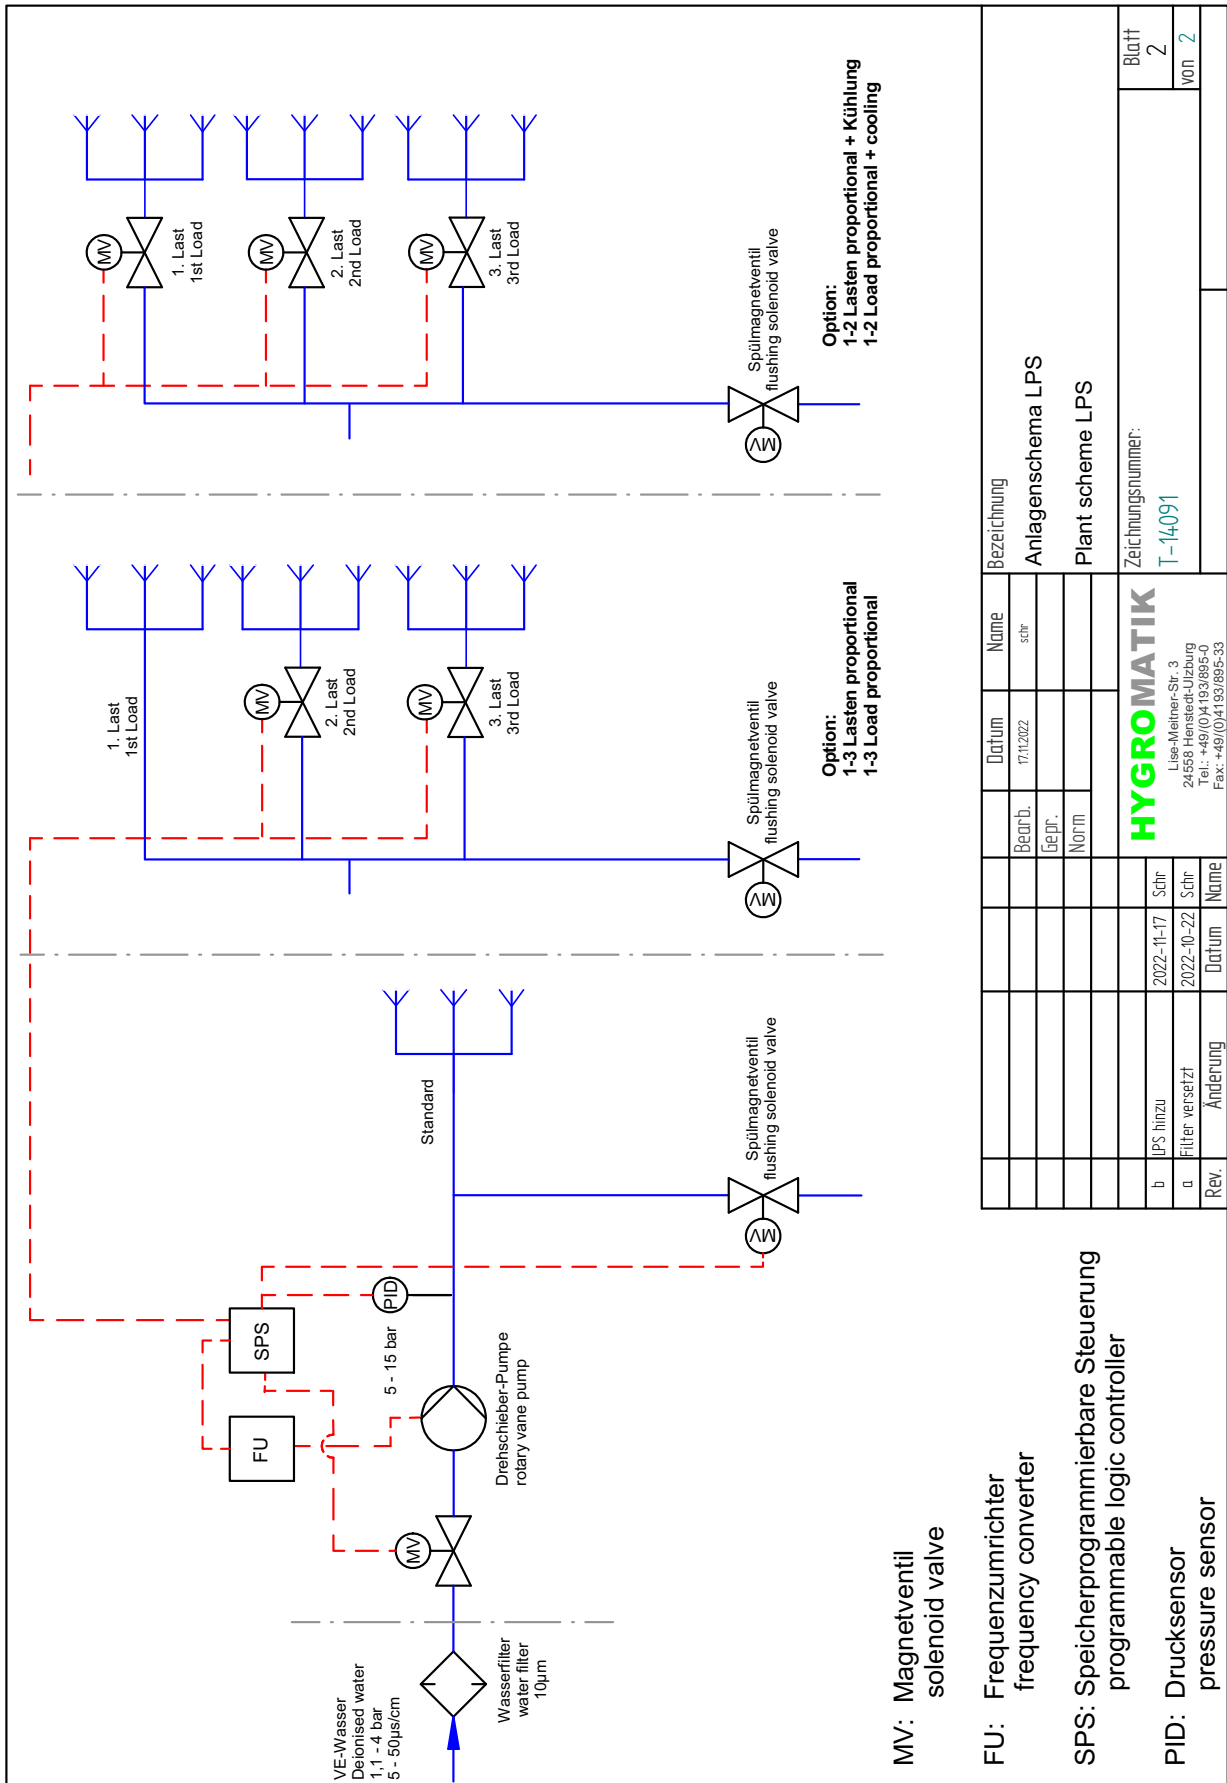 VE-Wasser
Deionised water
1,1 - 4 bar
5 - 50µs/cm
Wasserfilter
water filter
10µm
MV
FU
SPS
Drehschieber-Pumpe
rotary vane pump
5 - 15 bar
PID
Standard
MV
Spülmagnetventil
flushing solenoid valve
1. Last
1st Load
MV
2. Last
2nd Load
MV
3. Last
3rd Load
MV
Spülmagnetventil
flushing solenoid valve
Option:
1-3 Lasten proportional
1-3 Load proportional
MV
1. Last
1st Load
MV
2. Last
2nd Load
MV
3. Last
3rd Load
MV
Spülmagnetventil
flushing solenoid valve
Option:
1-2 Lasten proportional + Kühlung
1-2 Load proportional + cooling
MV: Magnetventil
solenoid valve
FU: Frequenzumrichter
frequency converter
SPS: Speicherprogrammierbare Steuerung
programmable logic controller
PID: Drucksensor
pressure sensor
b LPS hinzu 2022-11-17 Schr
a Filter versetzt 2022-10-22 Schr
Rev. Änderung Datum Name
Datum Name
Bearb. 17.11.2022 schr
Gepr.
Norm
HYGROMATIK
Lise-Meitner-Str. 3
24558 Henstedt-Ulzburg
Tel.: +49/(0)4193/895-0
Fax: +49/(0)4193/895-33
Bezeichnung
Anlagenschema LPS
Plant scheme LPS
Zeichnungsnummer:
T-14091
Blatt
2
von 2